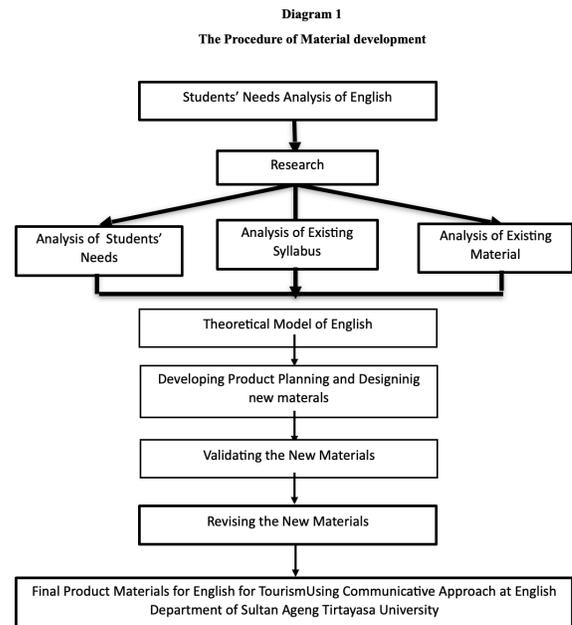 Diagram 1
The Procedure of Material development
Students' Needs Analysis of English
Research
Analysis of Students'
Needs
Analysis of Existing
Syllabus
Analysis of Existing
Material
Theoretical Model of English
Developing Product Planning and Designinig
new materals
Validating the New Materials
Revising the New Materials
Final Product Materials for English for TourismUsing Communicative Approach at English
Department of Sultan Ageng Tirtayasa University